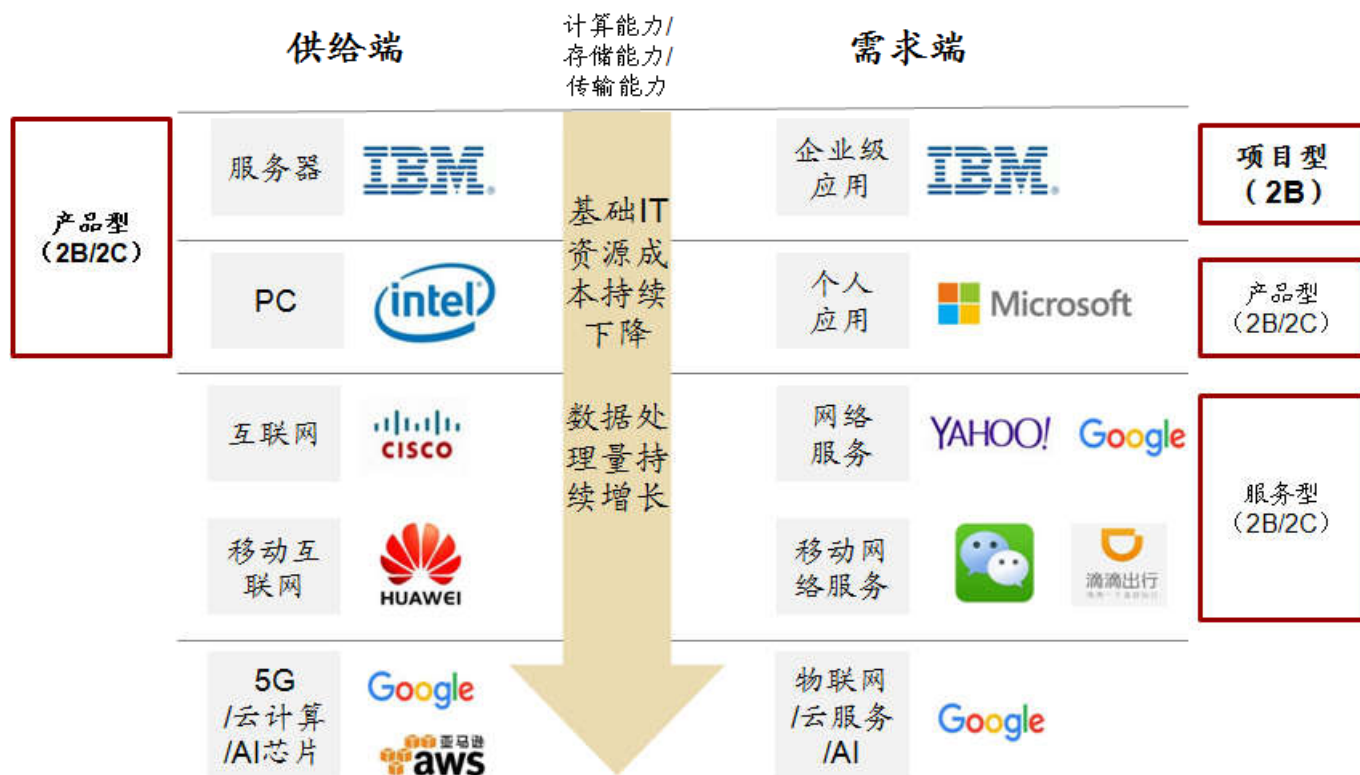 供给端
计算能力/
存储能力/
传输能力
需求端
产品型
（2B/2C）
服务器
IBM®
基础IT
资源成
本持续
下降
企业级
应用
IBM®
项目型
（2B）
PC
intel
个人
应用
Microsoft
产品型
（2B/2C）
互联网
CISCO
数据处
理量持
续增长
网络
服务
YAHOO!
Google
服务型
（2B/2C）
移动互
联网
HUAWEI
移动网
络服务
滴滴出行
5G
/云计算
/AI芯片
Google
亚马逊
aws
物联网
/云服务
/AI
Google